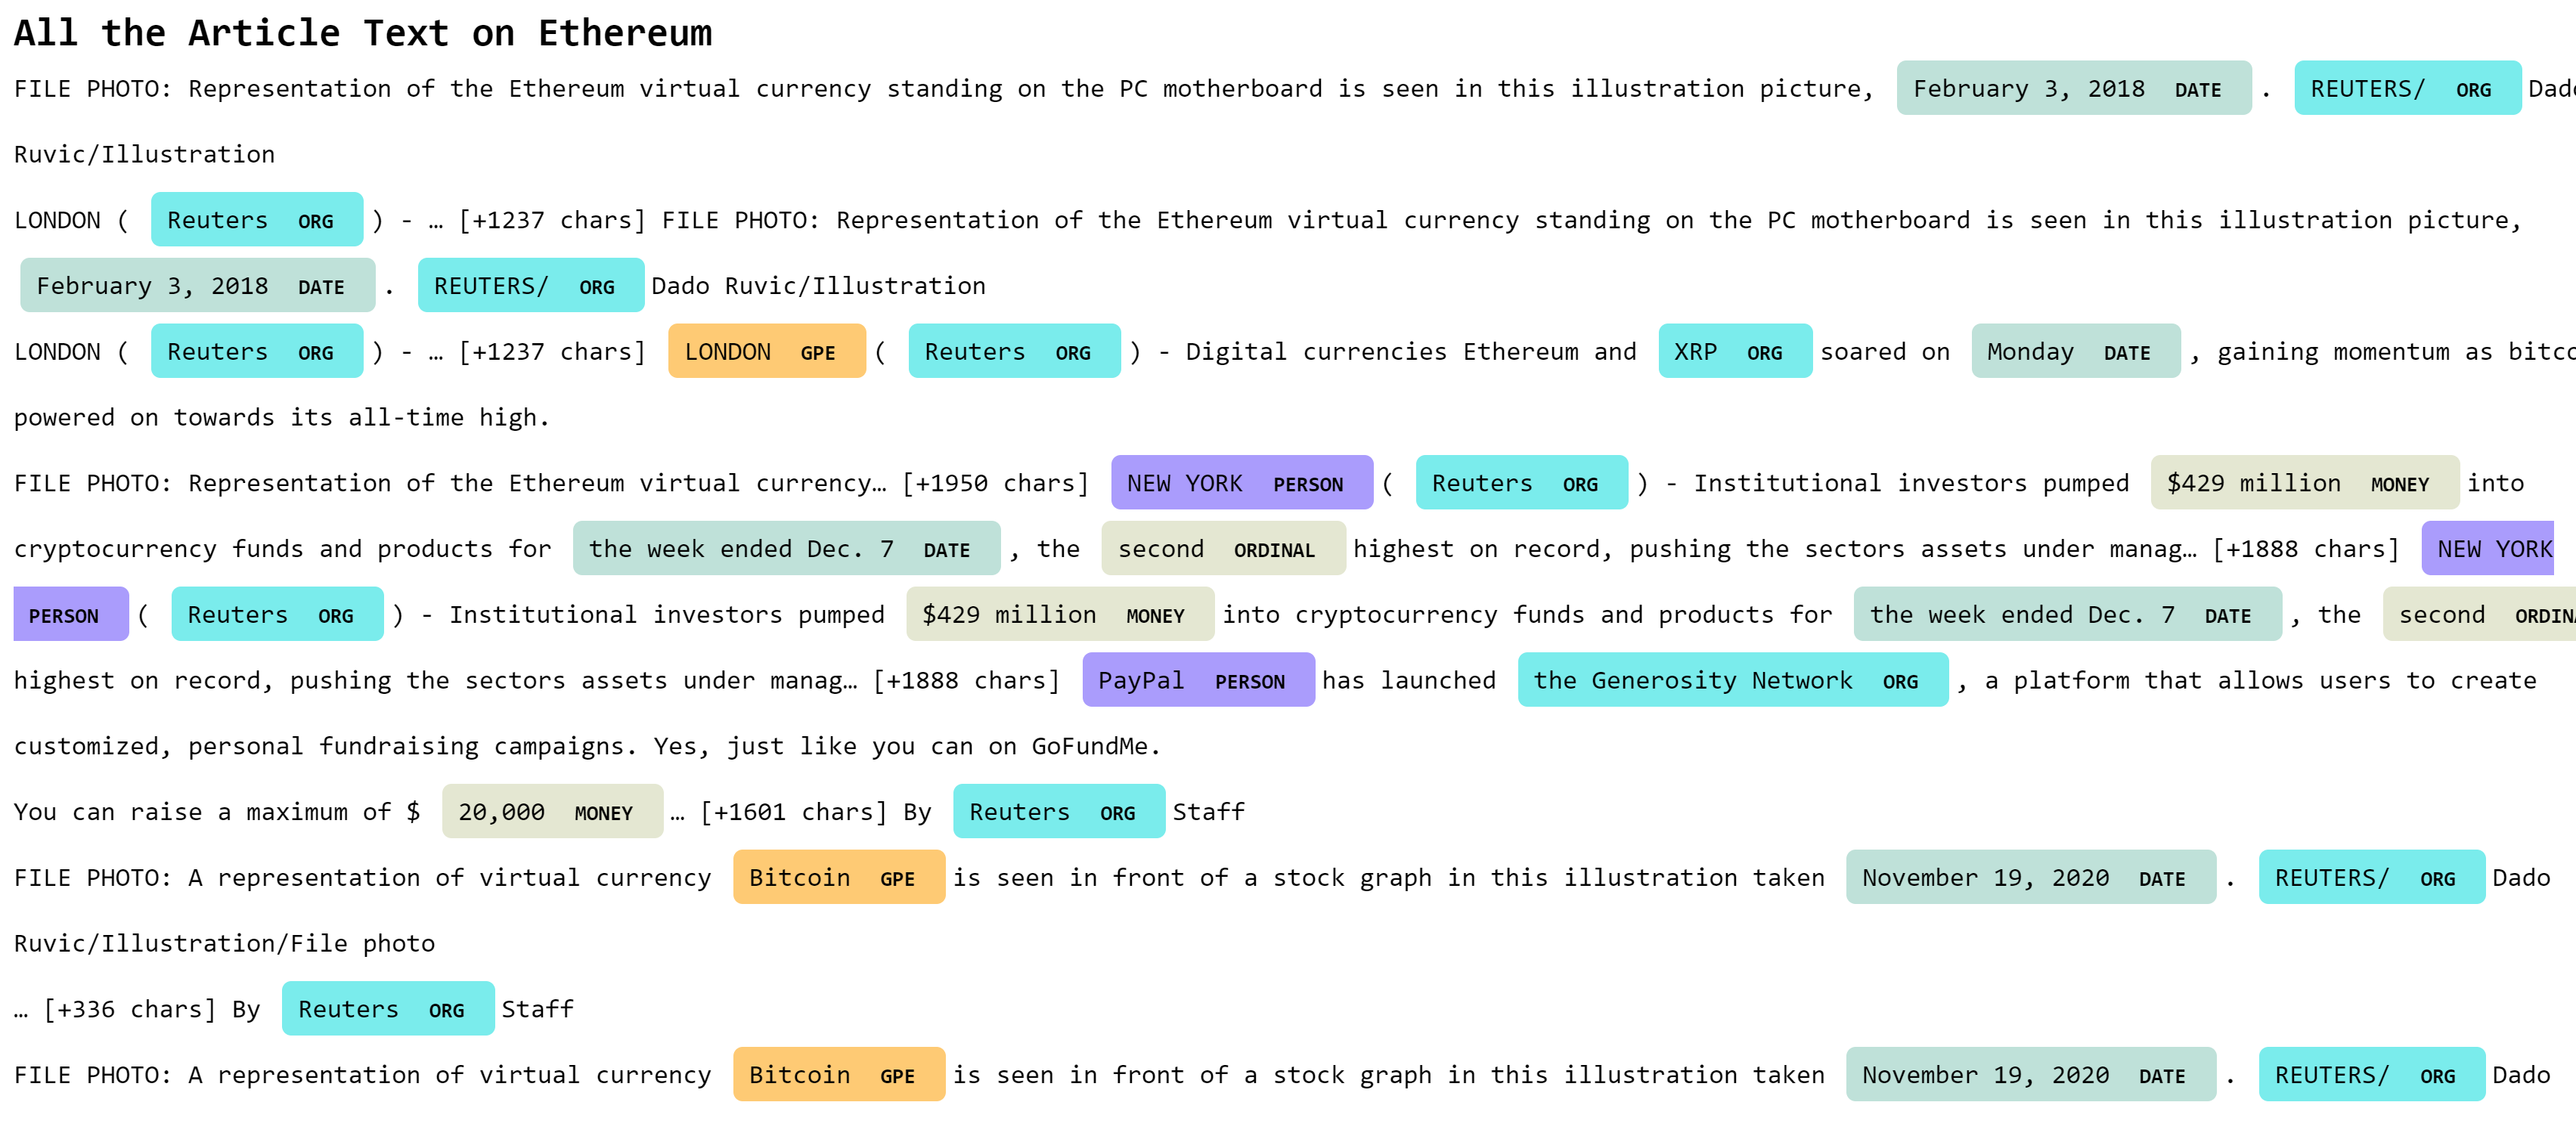 All the Article Text on Ethereum
FILE PHOTO: Representation of the Ethereum virtual currency standing on the PC motherboard is seen in this illustration picture, February 3, 2018 DATE . REUTERS/ ORG Dado
Ruvic/Illustration
LONDON ( Reuters ORG ) - … [+1237 chars] FILE PHOTO: Representation of the Ethereum virtual currency standing on the PC motherboard is seen in this illustration picture,
February 3, 2018 DATE . REUTERS/ ORG Dado Ruvic/Illustration
LONDON ( Reuters ORG ) - … [+1237 chars] LONDON GPE ( Reuters ORG ) - Digital currencies Ethereum and XRP ORG soared on Monday DATE , gaining momentum as bitco
powered on towards its all-time high.
FILE PHOTO: Representation of the Ethereum virtual currency… [+1950 chars] NEW YORK PERSON ( Reuters ORG ) - Institutional investors pumped $429 million MONEY into
cryptocurrency funds and products for the week ended Dec. 7 DATE , the second ORDINAL highest on record, pushing the sectors assets under manag… [+1888 chars] NEW YORK
PERSON ( Reuters ORG ) - Institutional investors pumped $429 million MONEY into cryptocurrency funds and products for the week ended Dec. 7 DATE , the second ORDINA
highest on record, pushing the sectors assets under manag… [+1888 chars] PayPal PERSON has launched the Generosity Network ORG , a platform that allows users to create
customized, personal fundraising campaigns. Yes, just like you can on GoFundMe.
You can raise a maximum of $ 20,000 MONEY … [+1601 chars] By Reuters ORG Staff
FILE PHOTO: A representation of virtual currency Bitcoin GPE is seen in front of a stock graph in this illustration taken November 19, 2020 DATE . REUTERS/ ORG Dado
Ruvic/Illustration/File photo
… [+336 chars] By Reuters ORG Staff
FILE PHOTO: A representation of virtual currency Bitcoin GPE is seen in front of a stock graph in this illustration taken November 19, 2020 DATE . REUTERS/ ORG Dado